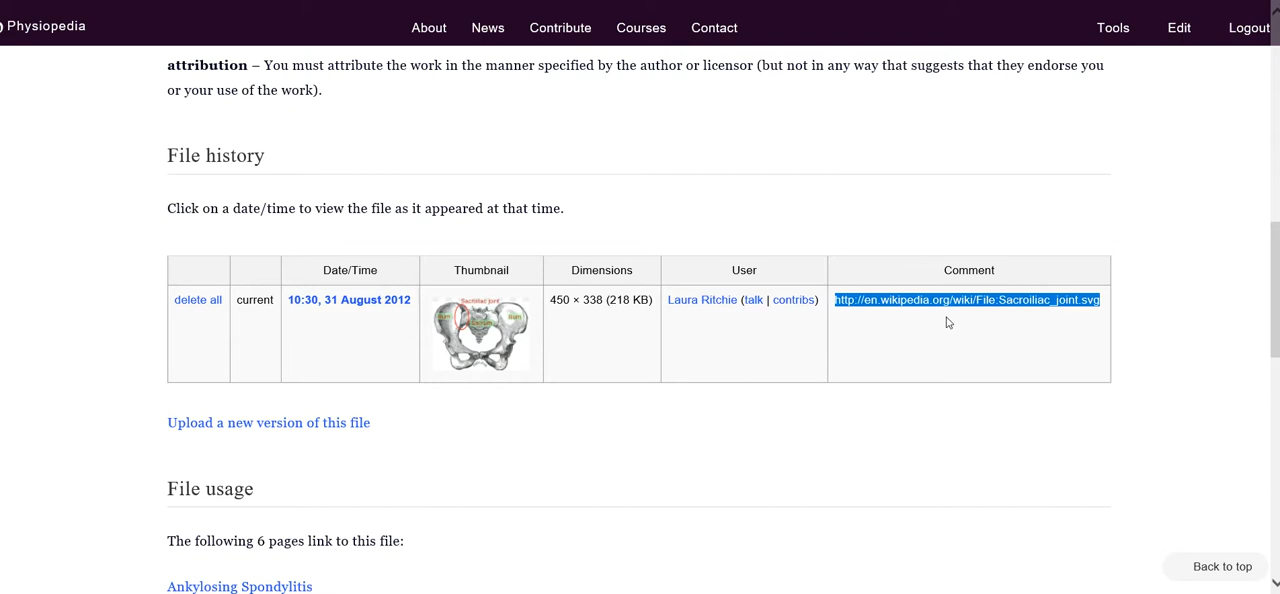 Physiopedia
About News Contribute Courses Contact Tools Edit Logout
attribution – You must attribute the work in the manner specified by the author or licensor (but not in any way that suggests that they endorse you
or your use of the work).
File history
Click on a date/time to view the file as it appeared at that time.
Date/Time Thumbnail Dimensions User Comment
delete all current 10:30, 31 August 2012 450 × 338 (218 KB) Laura Ritchie (talk | contribs) http://en.wikipedia.org/wiki/File:Sacroiliac_joint.svg
Sacroiliac joint
Ilium Sacrum Ilium
Upload a new version of this file
File usage
The following 6 pages link to this file:
Back to top
Ankylosing Spondylitis